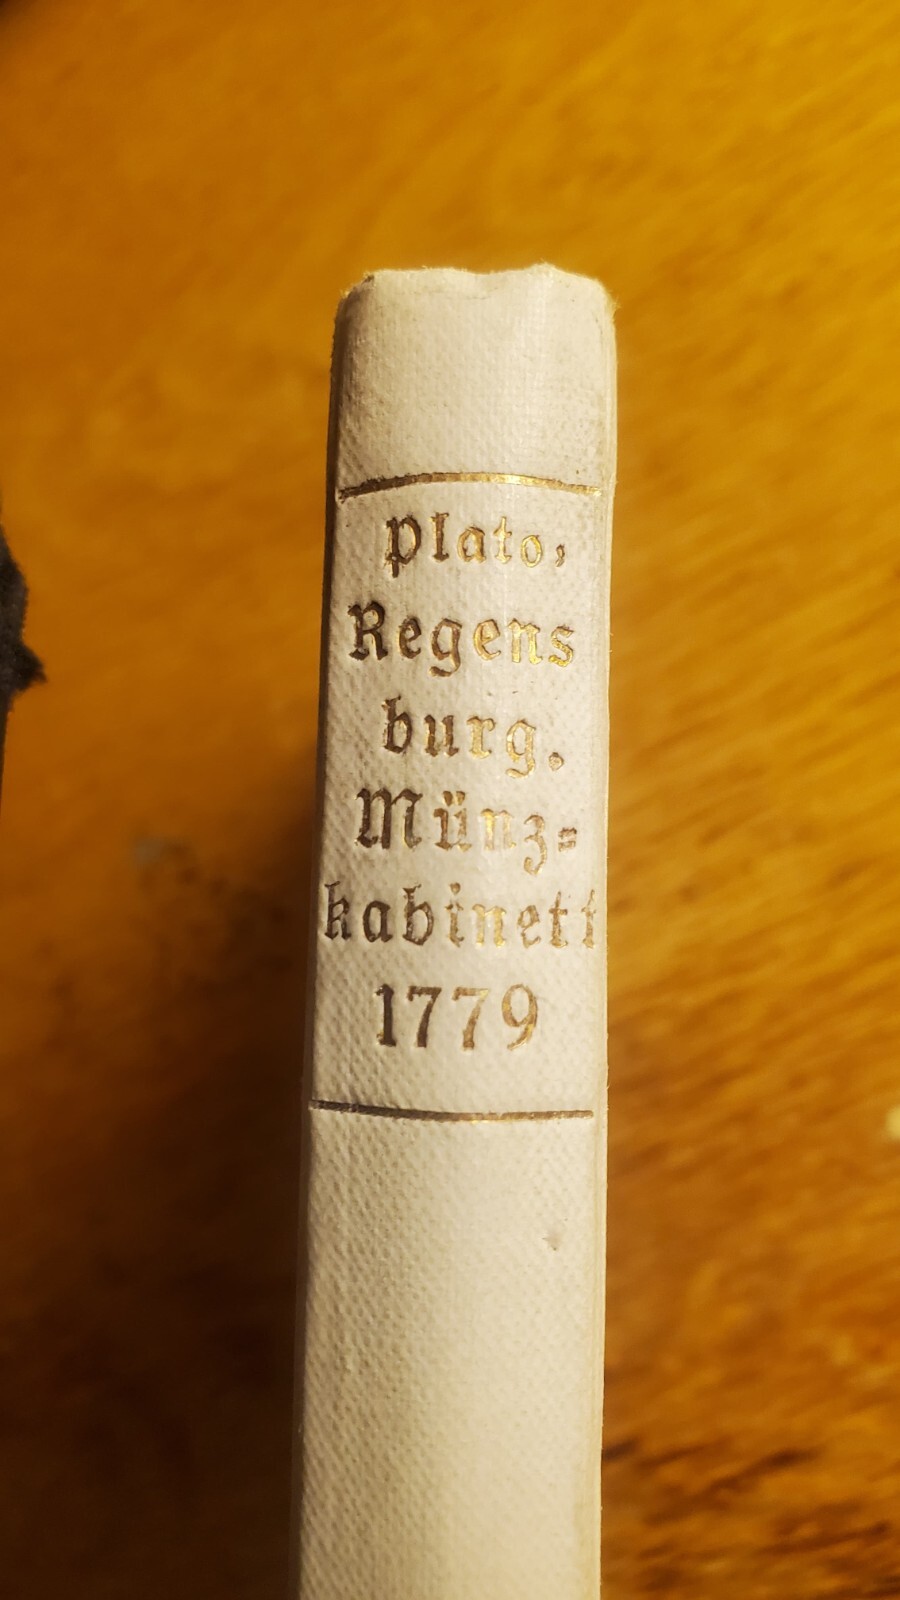 Plato,
Regens
burg.
Münz=
kabinett
1779